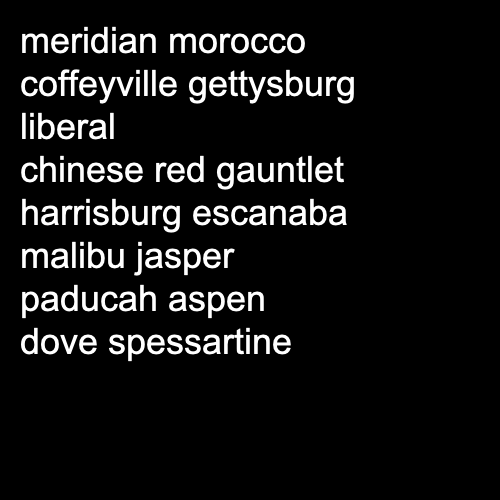 meridian morocco
coffeyville gettysburg
liberal
chinese red gauntlet
harrisburg escanaba
malibu jasper
paducah aspen
dove spessartine